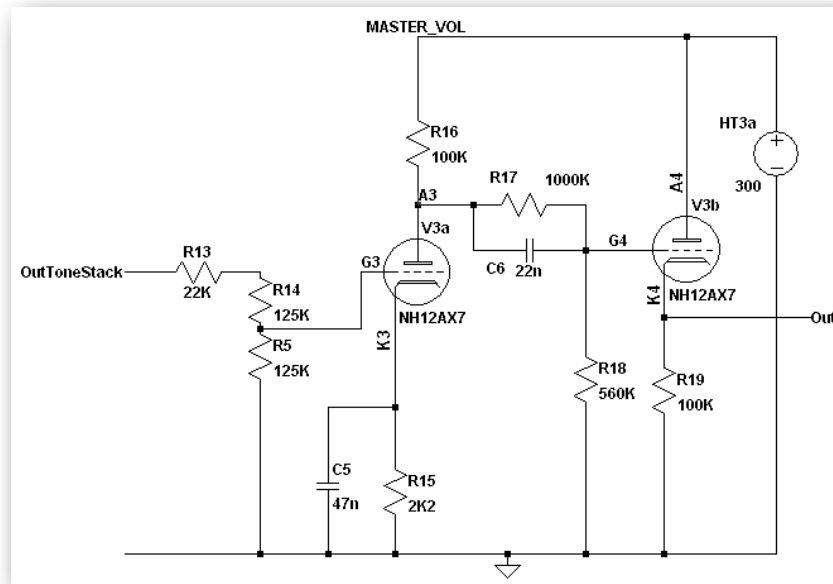 MASTER_VOL
R16
100K
HT3a
300
R17
1000K
A3
A4
V3a
V3b
R13
22K
OutToneStack
G3
C6
22n
G4
NH12AX7
NH12AX7
R14
125K
K3
K4
Out
R5
125K
R18
560K
R19
100K
C5
47n
R15
2K2